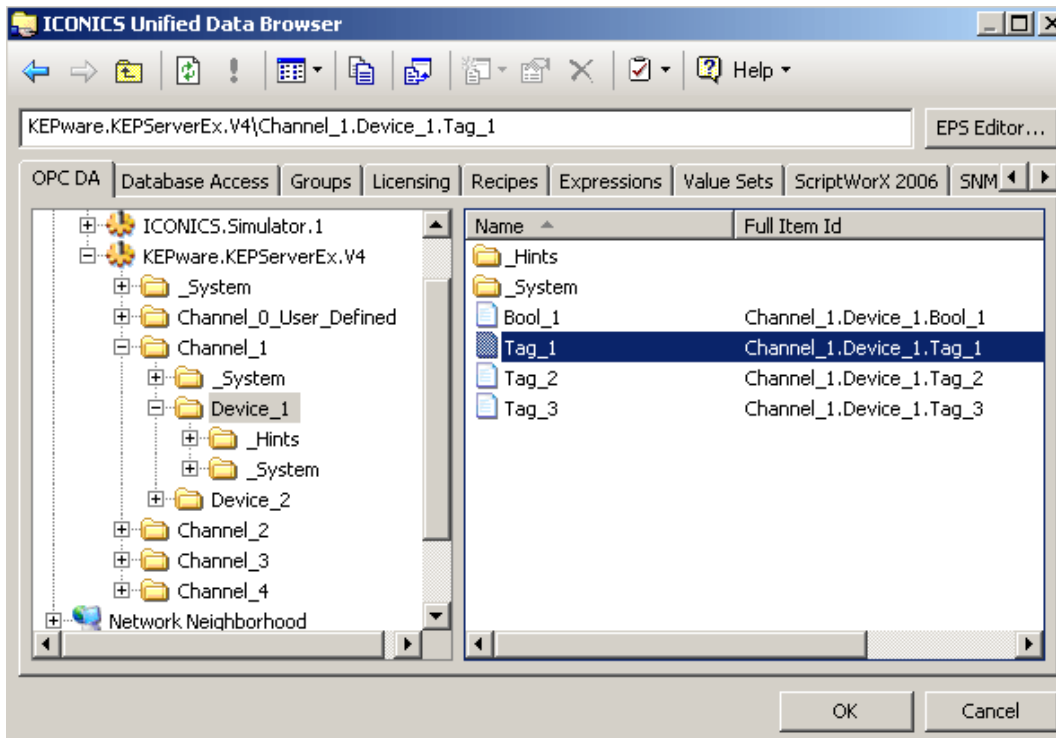 ICONICS Unified Data Browser
Help
KEPware.KEPServerEx.V4\Channel_1.Device_1.Tag_1
EPS Editor...
OPC DA Database Access Groups Licensing Recipes Expressions Value Sets ScriptWorX 2006 SNM
ICONICS.Simulator.1
KEPware.KEPServerEx.V4
_System
Channel_0_User_Defined
Channel_1
_System
Device_1
_Hints
_System
Device_2
Channel_2
Channel_3
Channel_4
Network Neighborhood
Name Full Item Id
_Hints
_System
Bool_1 Channel_1.Device_1.Bool_1
Tag_1 Channel_1.Device_1.Tag_1
Tag_2 Channel_1.Device_1.Tag_2
Tag_3 Channel_1.Device_1.Tag_3
OK Cancel